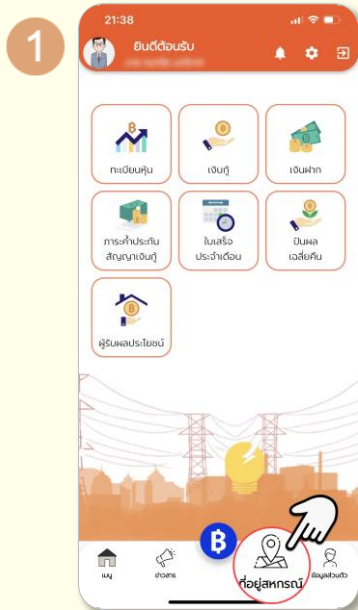 1
21:38
ยินดีต้อนรับ
ทะเบียนหุ้น
เงินกู้
เงินฝาก
ภาระค้ำประกัน
สัญญาเงินกู้
ใบเสร็จ
ประจำเดือน
ปันผล
เฉลี่ยคืน
ผู้รับผลประโยชน์
เมนู
ข่าวสาร
฿
ที่อยู่สหกรณ์
ข้อมูลส่วนตัว